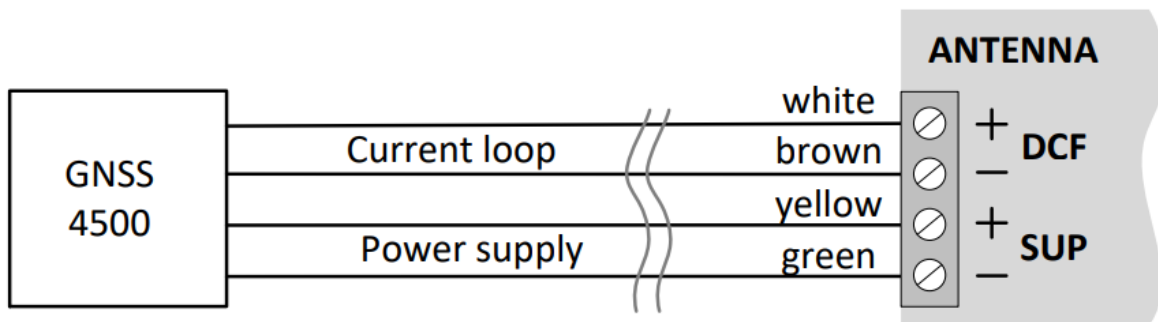 ANTENNA
white
+
Current loop
brown
DCF
−
GNSS
4500
yellow
+
Power supply
green
SUP
−